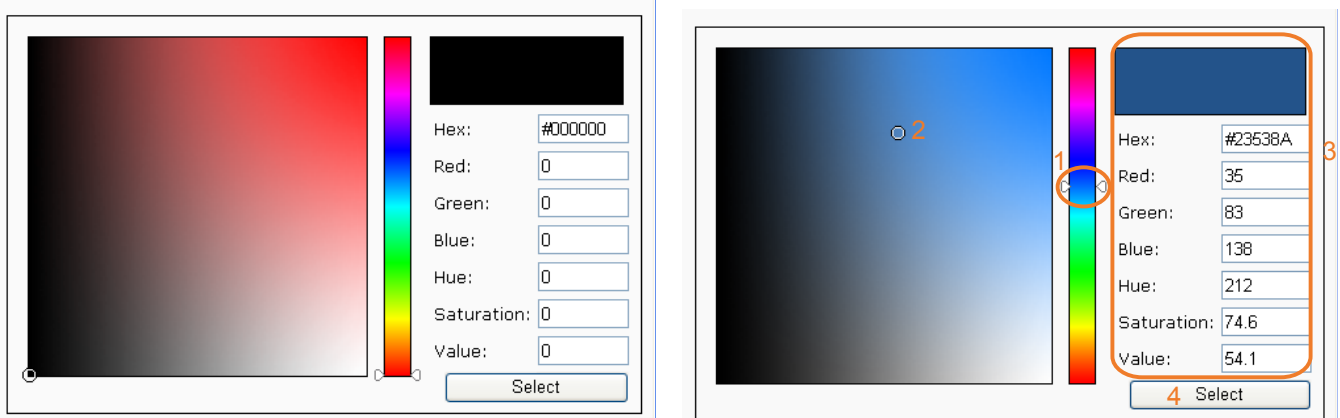 Hex: #000000
Red: 0
Green: 0
Blue: 0
Hue: 0
Saturation: 0
Value: 0
Select
2
1
3
Hex: #23538A
Red: 35
Green: 83
Blue: 138
Hue: 212
Saturation: 74.6
Value: 54.1
4 Select